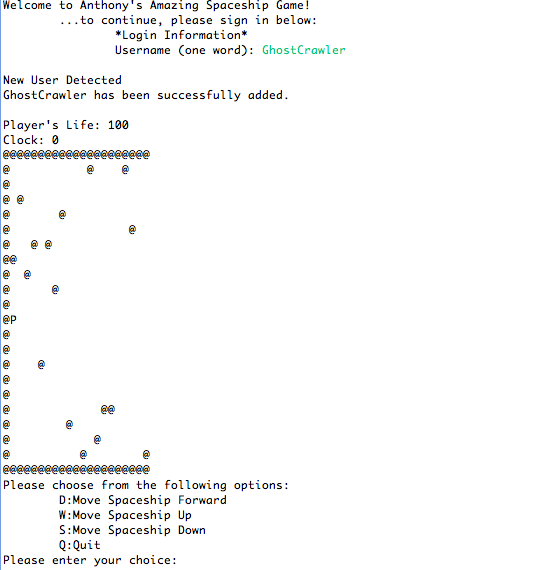 Welcome to Anthony's Amazing Spaceship Game!
        ...to continue, please sign in below:
                *Login Information*
                Username (one word): GhostCrawler

New User Detected
GhostCrawler has been successfully added.

Player's Life: 100
Clock: 0
@@@@@@@@@@@@@@@@@@@@@
@           @    @
@
@ @
@       @
@                 @
@   @ @
@@
@  @
@      @
@
@P
@
@
@    @
@
@
@             @@
@        @
@            @
@          @        @
@@@@@@@@@@@@@@@@@@@@@
Please choose from the following options:
        D:Move Spaceship Forward
        W:Move Spaceship Up
        S:Move Spaceship Down
        Q:Quit
Please enter your choice: